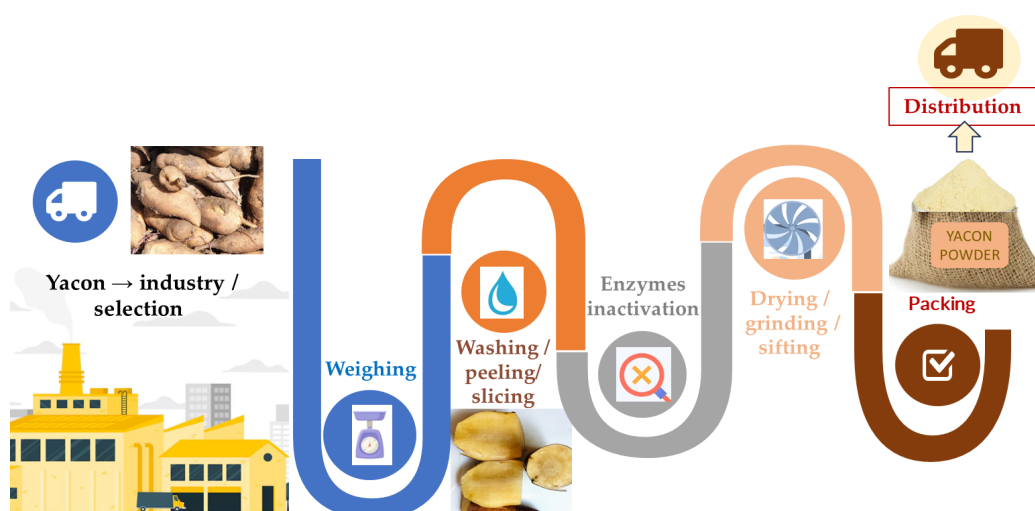 Yacon → industry /
selection
Weighing
Washing /
peeling/
slicing
Enzymes
inactivation
Drying /
grinding /
sifting
Packing
YACON
POWDER
Distribution